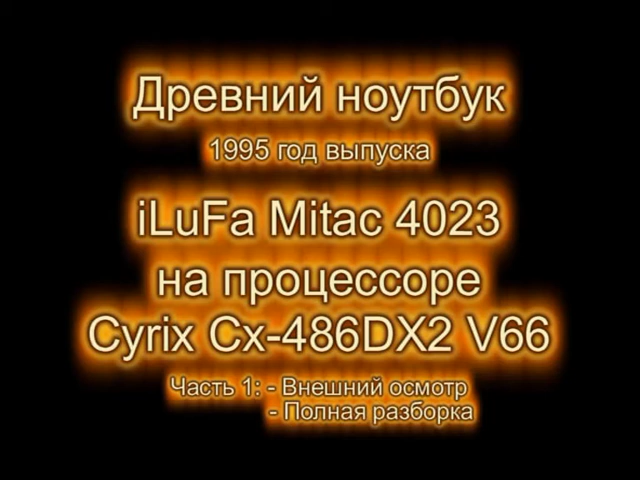 Древний ноутбук
1995 год выпуска
iLuFa Mitac 4023
на процессоре
Cyrix Cx-486DX2 V66
Часть 1: - Внешний осмотр
- Полная разборка